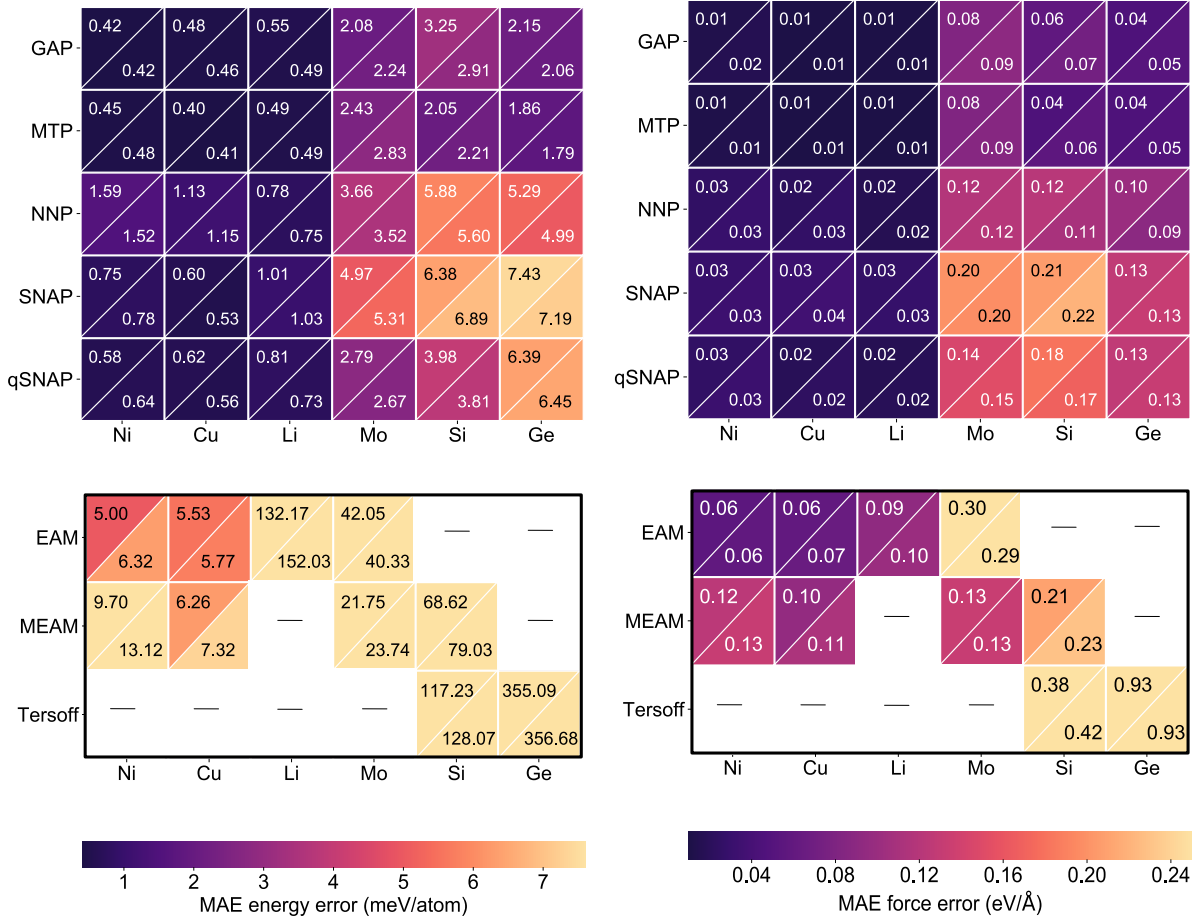 0.42 0.48 0.55 2.08 3.25 2.15
GAP
0.42 0.46 0.49 2.24 2.91 2.06
0.45 0.40 0.49 2.43 2.05 1.86
MTP
0.48 0.41 0.49 2.83 2.21 1.79
1.59 1.13 0.78 3.66 5.88 5.29
NNP
1.52 1.15 0.75 3.52 5.60 4.99
0.75 0.60 1.01 4.97 6.38 7.43
SNAP
0.78 0.53 1.03 5.31 6.89 7.19
0.58 0.62 0.81 2.79 3.98 6.39
qSNAP
0.64 0.56 0.73 2.67 3.81 6.45
Ni Cu Li Mo Si Ge
0.01 0.01 0.01 0.08 0.06 0.04
GAP
0.02 0.01 0.01 0.09 0.07 0.05
0.01 0.01 0.01 0.08 0.04 0.04
MTP
0.01 0.01 0.01 0.09 0.06 0.05
0.03 0.02 0.02 0.12 0.12 0.10
NNP
0.03 0.03 0.02 0.12 0.11 0.09
0.03 0.03 0.03 0.20 0.21 0.13
SNAP
0.03 0.04 0.03 0.20 0.22 0.13
0.03 0.02 0.02 0.14 0.18 0.13
qSNAP
0.03 0.02 0.02 0.15 0.17 0.13
Ni Cu Li Mo Si Ge
5.00 5.53 132.17 42.05
EAM — —
6.32 5.77 152.03 40.33
9.70 6.26 21.75 68.62
MEAM — —
13.12 7.32 23.74 79.03
117.23 355.09
Tersoff — — — —
128.07 356.68
Ni Cu Li Mo Si Ge
0.06 0.06 0.09 0.30
EAM — —
0.06 0.07 0.10 0.29
0.12 0.10 0.13 0.21
MEAM — —
0.13 0.11 0.13 0.23
0.38 0.93
Tersoff — — — —
0.42 0.93
Ni Cu Li Mo Si Ge
1 2 3 4 5 6 7
MAE energy error (meV/atom)
0.04 0.08 0.12 0.16 0.20 0.24
MAE force error (eV/Å)